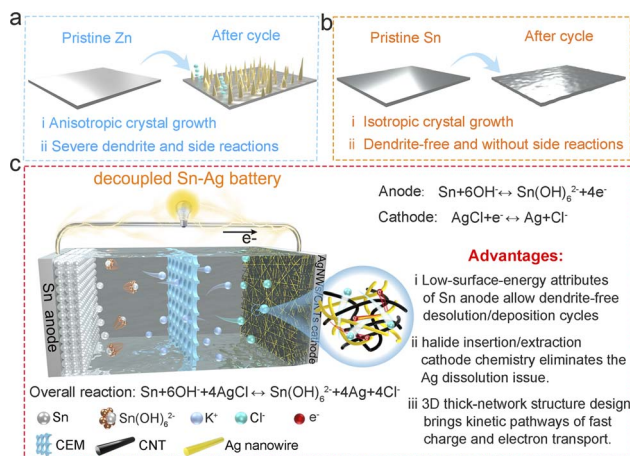 a
Pristine Zn
After cycle
i Anisotropic crystal growth
ii Severe dendrite and side reactions
b
Pristine Sn
After cycle
i Isotropic crystal growth
ii Dendrite-free and without side reactions
c
decoupled Sn-Ag battery
e-
Sn anode
AgNWs/CNTs cathode
Overall reaction: Sn+6OH⁻+4AgCl ↔ Sn(OH)₆²⁻+4Ag+4Cl⁻
Sn
Sn(OH)₆²⁻
K⁺
Cl⁻
e⁻
CEM
CNT
Ag nanowire
Anode: Sn+6OH⁻↔ Sn(OH)₆²⁻+4e⁻
Cathode: AgCl+e⁻↔ Ag+Cl⁻
Advantages:
i Low-surface-energy attributes
of Sn anode allow dendrite-free
desolution/deposition cycles
ii halide insertion/extraction
cathode chemistry eliminates the
Ag dissolution issue.
iii 3D thick-network structure design
brings kinetic pathways of fast
charge and electron transport.